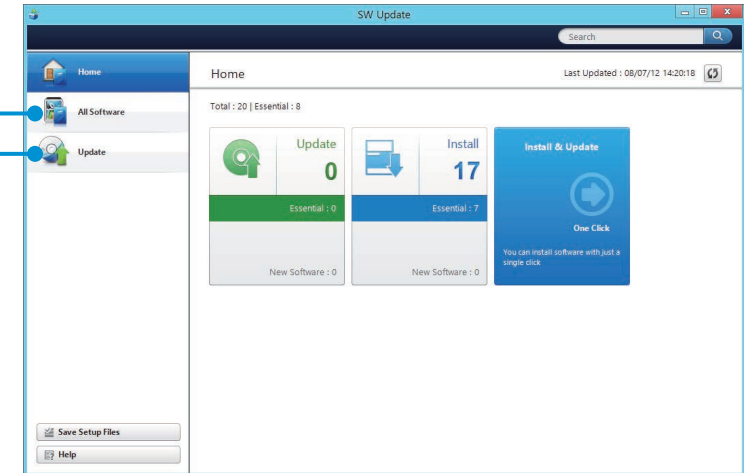 SW Update
Search
Home
All Software
Update
Save Setup Files
Help
Home
Last Updated : 08/07/12 14:20:18
Total : 20 | Essential : 8
Update
0
Essential : 0
New Software : 0
Install
17
Essential : 7
New Software : 0
Install & Update
One Click
You can install software with just a
single click